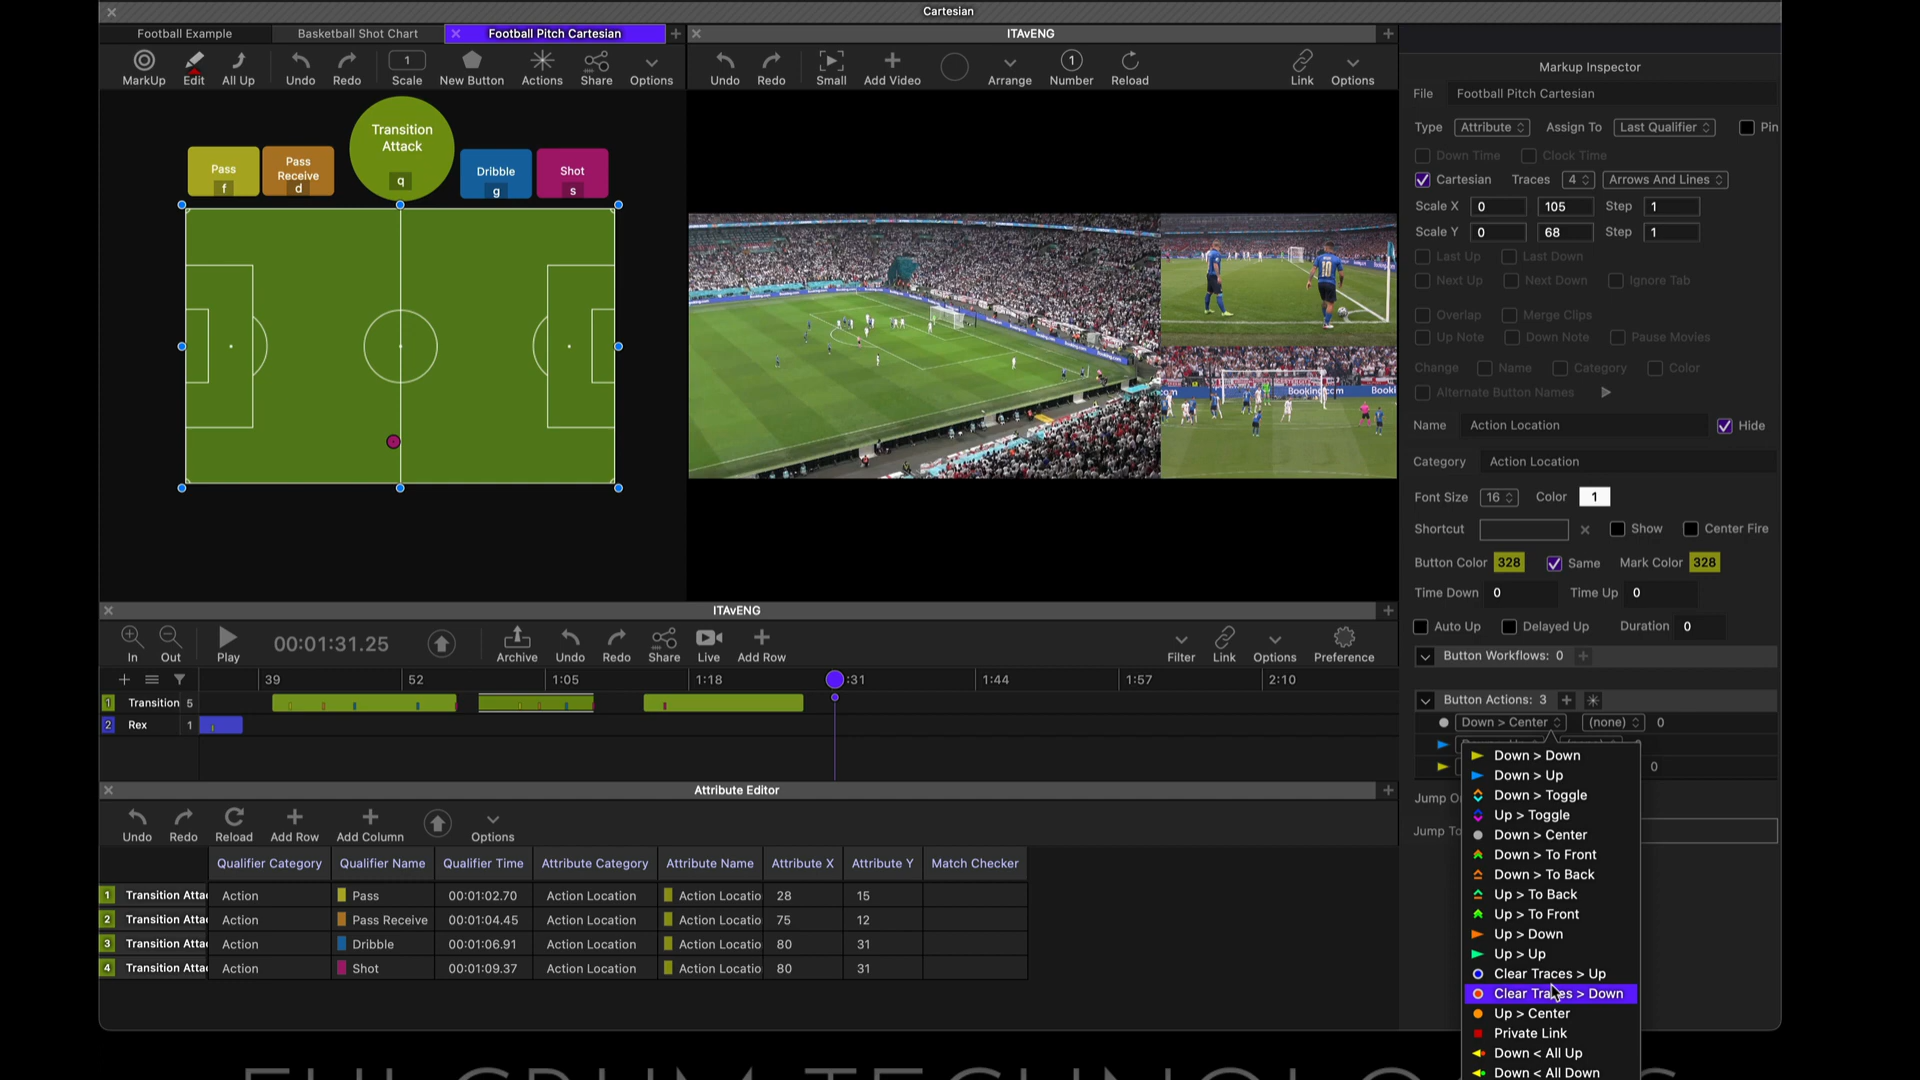 Cartesian
Football Example
Basketball Shot Chart
Football Pitch Cartesian
MarkUp
Edit
All Up
Undo
Redo
1
Scale
New Button
Actions
Share
Options
Transition
Attack
q
Pass
f
Pass
Receive
d
Dribble
g
Shot
s
ITAvENG
Undo
Redo
Small
Add Video
Arrange
1
Number
Reload
Link
Options
10
Booking.com
Booki
Markup Inspector
File Football Pitch Cartesian
Type Attribute Assign To Last Qualifier Pin
Down Time Clock Time
Cartesian Traces 4 Arrows And Lines
Scale X 0 105 Step 1
Scale Y 0 68 Step 1
Last Up Last Down
Next Up Next Down Ignore Tab
Overlap Merge Clips
Up Note Down Note Pause Movies
Change Name Category Color
Alternate Button Names
Name Action Location Hide
Category Action Location
Font Size 16 Color 1
Shortcut Show Center Fire
Button Color 328 Same Mark Color 328
Time Down 0 Time Up 0
Auto Up Delayed Up Duration 0
Button Workflows: 0
Button Actions: 3
Down > Center (none) 0
0
Jump O
Jump To
Down > Down
Down > Up
Down > Toggle
Up > Toggle
Down > Center
Down > To Front
Down > To Back
Up > To Back
Up > To Front
Up > Down
Up > Up
Clear Traces > Up
Clear Traces > Down
Up > Center
Private Link
Down < All Up
Down < All Down
ITAvENG
In
Out
Play
00:01:31.25
Archive
Undo
Redo
Share
Live
Add Row
Filter
Link
Options
Preference
39 52 1:05 1:18 :31 1:44 1:57 2:10
1 Transition 5
2 Rex 1
Attribute Editor
Undo
Redo
Reload
Add Row
Add Column
Options
Qualifier Category Qualifier Name Qualifier Time Attribute Category Attribute Name Attribute X Attribute Y Match Checker
1 Transition Atta Action Pass 00:01:02.70 Action Location Action Locatio 28 15
2 Transition Atta Action Pass Receive 00:01:04.45 Action Location Action Locatio 75 12
3 Transition Atta Action Dribble 00:01:06.91 Action Location Action Locatio 80 31
4 Transition Atta Action Shot 00:01:09.37 Action Location Action Locatio 80 31